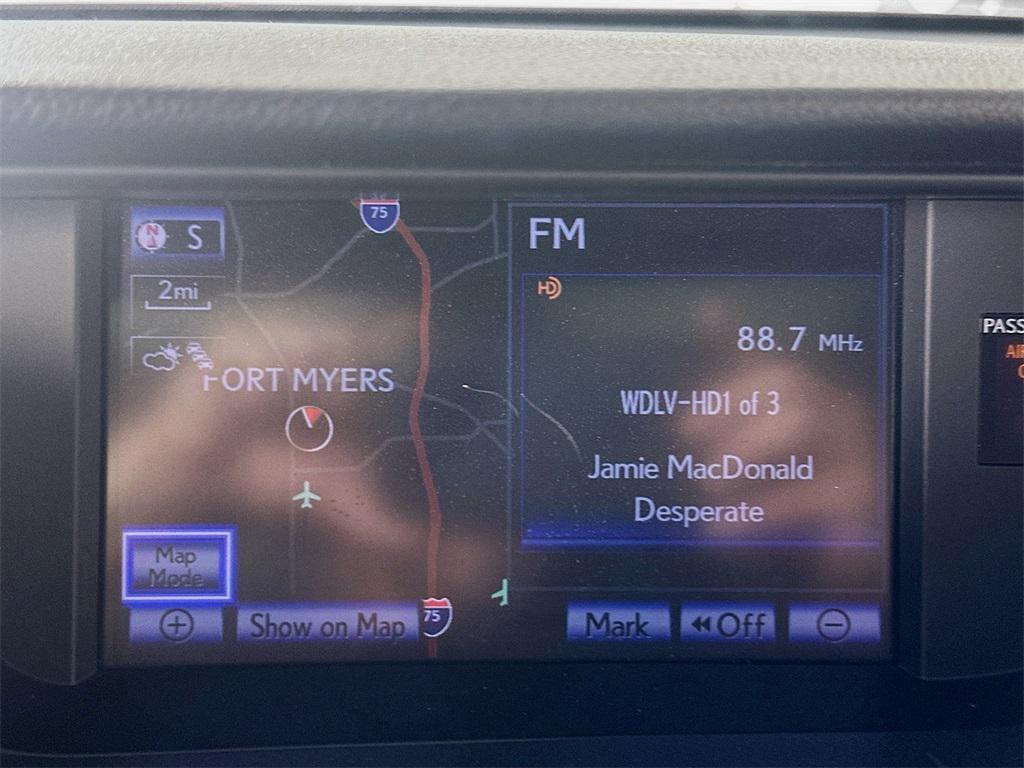 75
N S
2mi
FORT MYERS
Map
Mode
Show on Map
75
FM
HD
88.7 MHz
WDLV-HD1 of 3
Jamie MacDonald
Desperate
Mark
Off
PASS
AI